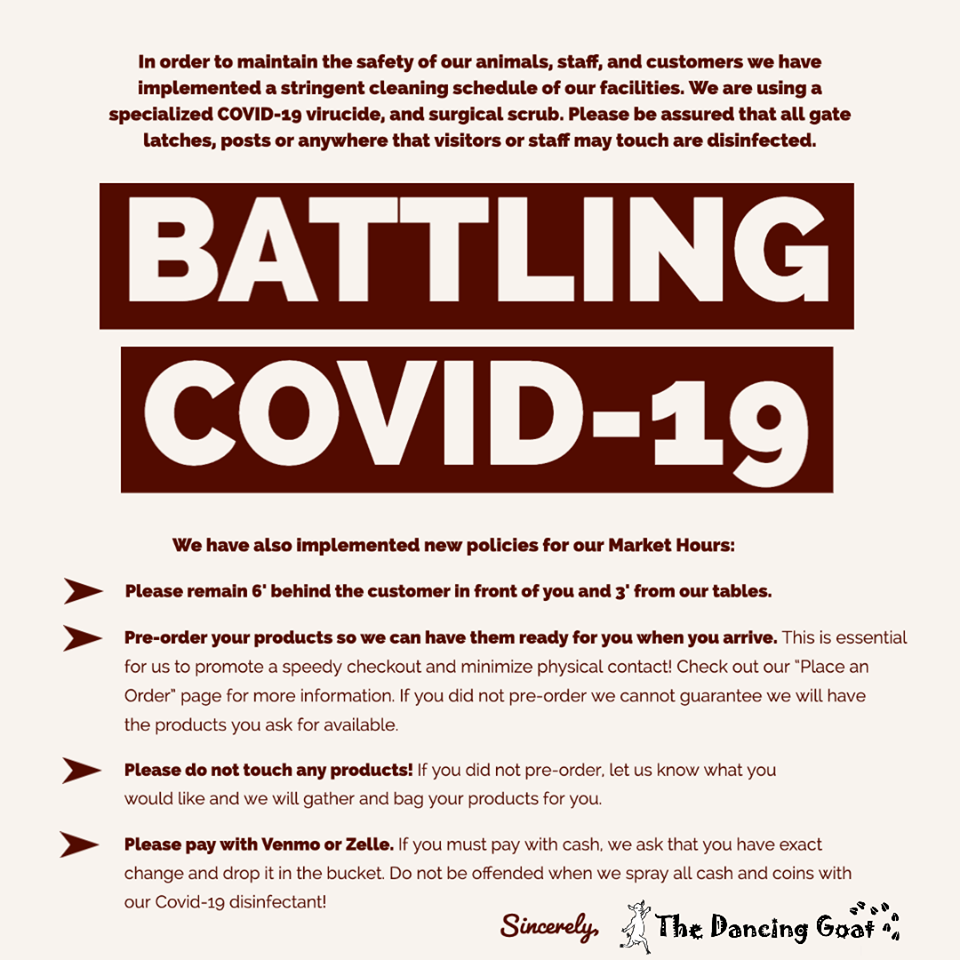 In order to maintain the safety of our animals, staff, and customers we have
implemented a stringent cleaning schedule of our facilities. We are using a
specialized COVID-19 virucide, and surgical scrub. Please be assured that all gate
latches, posts or anywhere that visitors or staff may touch are disinfected.
BATTLING
COVID-19
We have also implemented new policies for our Market Hours:
Please remain 6' behind the customer in front of you and 3' from our tables.
Pre-order your products so we can have them ready for you when you arrive. This is essential
for us to promote a speedy checkout and minimize physical contact! Check out our "Place an
Order" page for more information. If you did not pre-order we cannot guarantee we will have
the products you ask for available.
Please do not touch any products! If you did not pre-order, let us know what you
would like and we will gather and bag your products for you.
Please pay with Venmo or Zelle. If you must pay with cash, we ask that you have exact
change and drop it in the bucket. Do not be offended when we spray all cash and coins with
our Covid-19 disinfectant!
Sincerely, The Dancing Goat